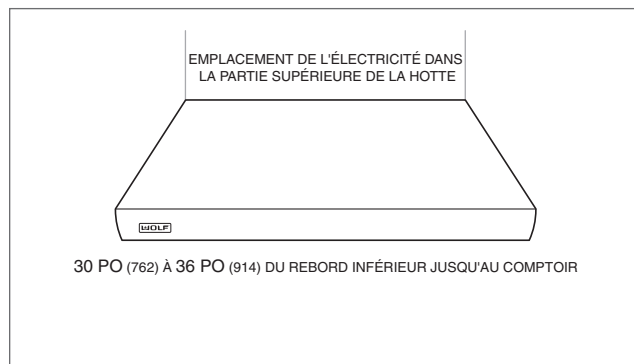 EMPLACEMENT DE L'ÉLECTRICITÉ DANS
LA PARTIE SUPÉRIEURE DE LA HOTTE
WOLF
30 PO (762) À 36 PO (914) DU REBORD INFÉRIEUR JUSQU'AU COMPTOIR